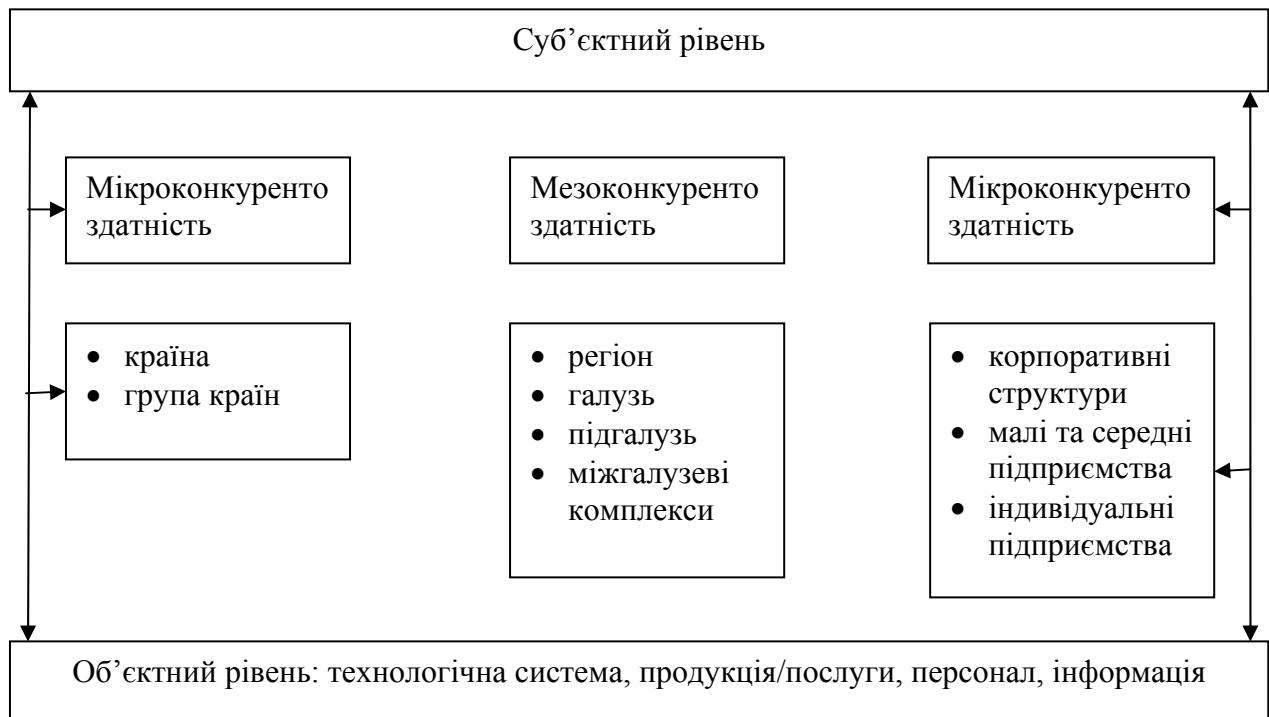 Суб’єктний рівень
Мікроконкуренто
здатність
Мезоконкуренто
здатність
Мікроконкуренто
здатність
• країна
• група країн
• регіон
• галузь
• підгалузь
• міжгалузеві
комплекси
• корпоративні
структури
• малі та середні
підприємства
• індивідуальні
підприємства
Об’єктний рівень: технологічна система, продукція/послуги, персонал, інформація